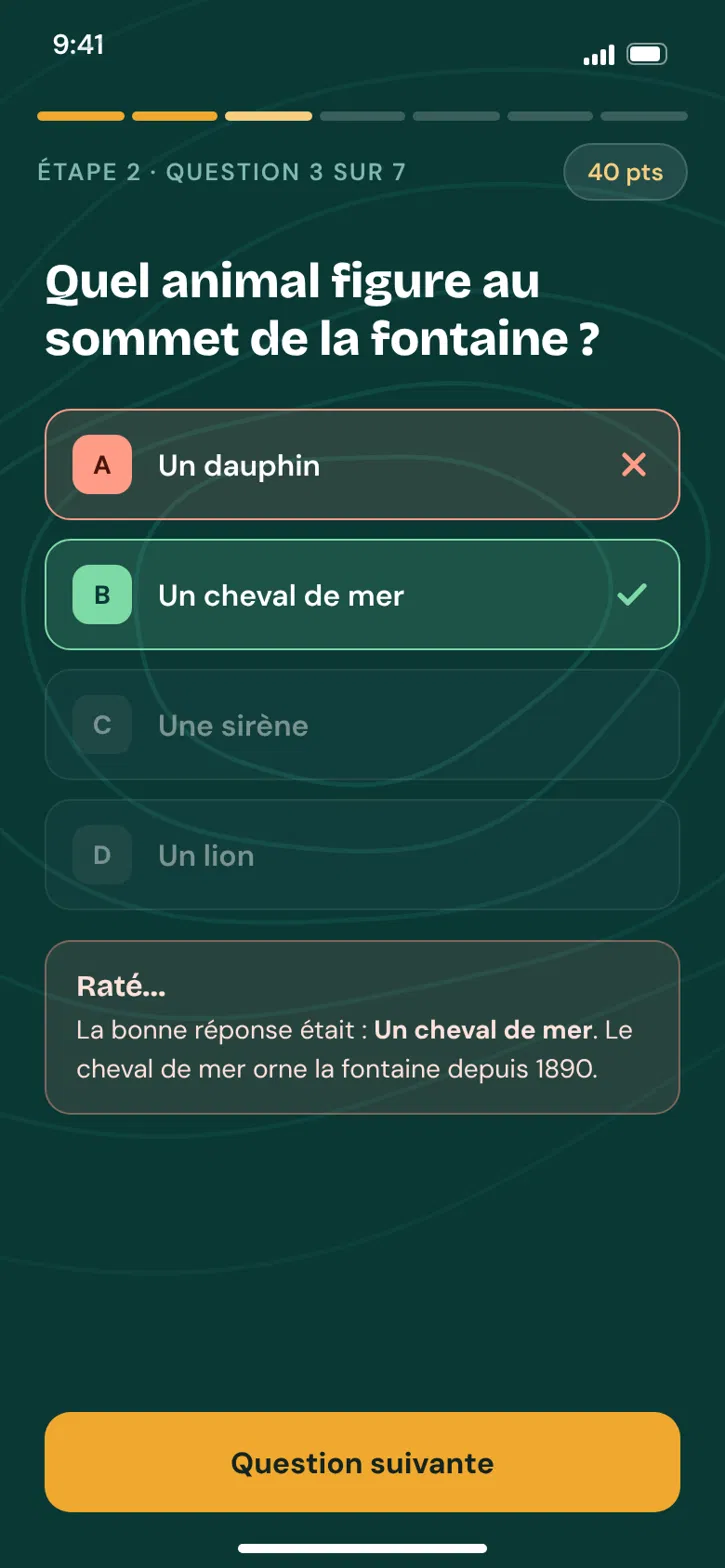 9:41
ÉTAPE 2 · QUESTION 3 SUR 7
40 pts
Quel animal figure au
sommet de la fontaine ?
A Un dauphin
B Un cheval de mer
C Une sirène
D Un lion
Raté...
La bonne réponse était : Un cheval de mer. Le
cheval de mer orne la fontaine depuis 1890.
Question suivante